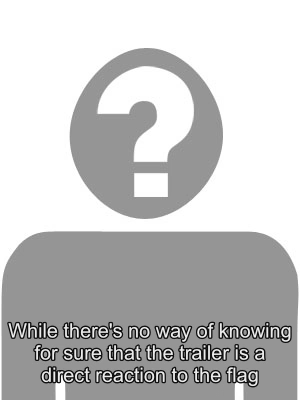 ?
While there's no way of knowing
for sure that the trailer is a
direct reaction to the flag